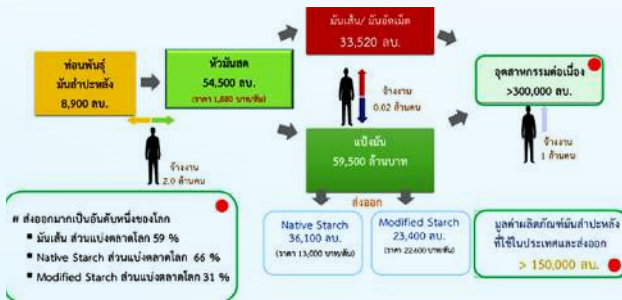 ท่อนพันธุ์
มันสำปะหลัง
8,900 ลบ.
หัวมันสด
54,500 ลบ.
(ราคา 1,880 บาท/ตัน)
มันเส้น/ มันอัดเม็ด
33,520 ลบ.
จ้างงาน
0.02 ล้านคน
แป้งมัน
59,500 ล้านบาท
อุตสาหกรรมต่อเนื่อง
>300,000 ลบ.
จ้างงาน
1 ล้านคน
จ้างงาน
2.0 ล้านคน
ส่งออก
Native Starch
36,100 ลบ.
(ราคา 13,000 บาท/ตัน)
Modified Starch
23,400 ลบ.
(ราคา 22,600 บาท/ตัน)
# ส่งออกมากเป็นอันดับหนึ่งของโลก
▪ มันเส้น ส่วนแบ่งตลาดโลก 59 %
▪ Native Starch ส่วนแบ่งตลาดโลก 66 %
▪ Modified Starch ส่วนแบ่งตลาดโลก 31 %
มูลค่าผลิตภัณฑ์มันสำปะหลัง
ที่ใช้ในประเทศและส่งออก
> 150,000 ลบ.